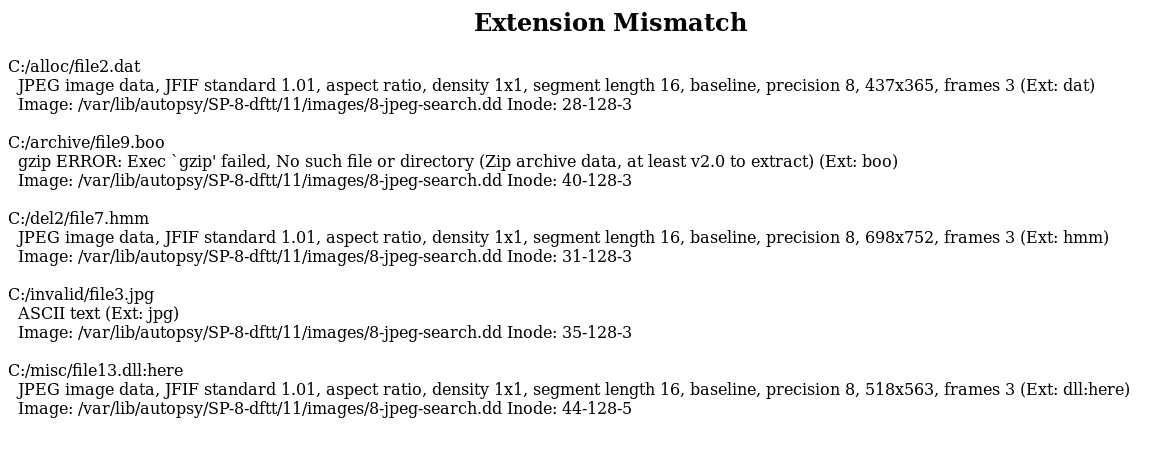 Extension Mismatch
C:/alloc/file2.dat
JPEG image data, JFIF standard 1.01, aspect ratio, density 1x1, segment length 16, baseline, precision 8, 437x365, frames 3 (Ext: dat)
Image: /var/lib/autopsy/SP-8-dftt/11/images/8-jpeg-search.dd Inode: 28-128-3
C:/archive/file9.boo
gzip ERROR: Exec `gzip' failed, No such file or directory (Zip archive data, at least v2.0 to extract) (Ext: boo)
Image: /var/lib/autopsy/SP-8-dftt/11/images/8-jpeg-search.dd Inode: 40-128-3
C:/del2/file7.hmm
JPEG image data, JFIF standard 1.01, aspect ratio, density 1x1, segment length 16, baseline, precision 8, 698x752, frames 3 (Ext: hmm)
Image: /var/lib/autopsy/SP-8-dftt/11/images/8-jpeg-search.dd Inode: 31-128-3
C:/invalid/file3.jpg
ASCII text (Ext: jpg)
Image: /var/lib/autopsy/SP-8-dftt/11/images/8-jpeg-search.dd Inode: 35-128-3
C:/misc/file13.dll:here
JPEG image data, JFIF standard 1.01, aspect ratio, density 1x1, segment length 16, baseline, precision 8, 518x563, frames 3 (Ext: dll:here)
Image: /var/lib/autopsy/SP-8-dftt/11/images/8-jpeg-search.dd Inode: 44-128-5